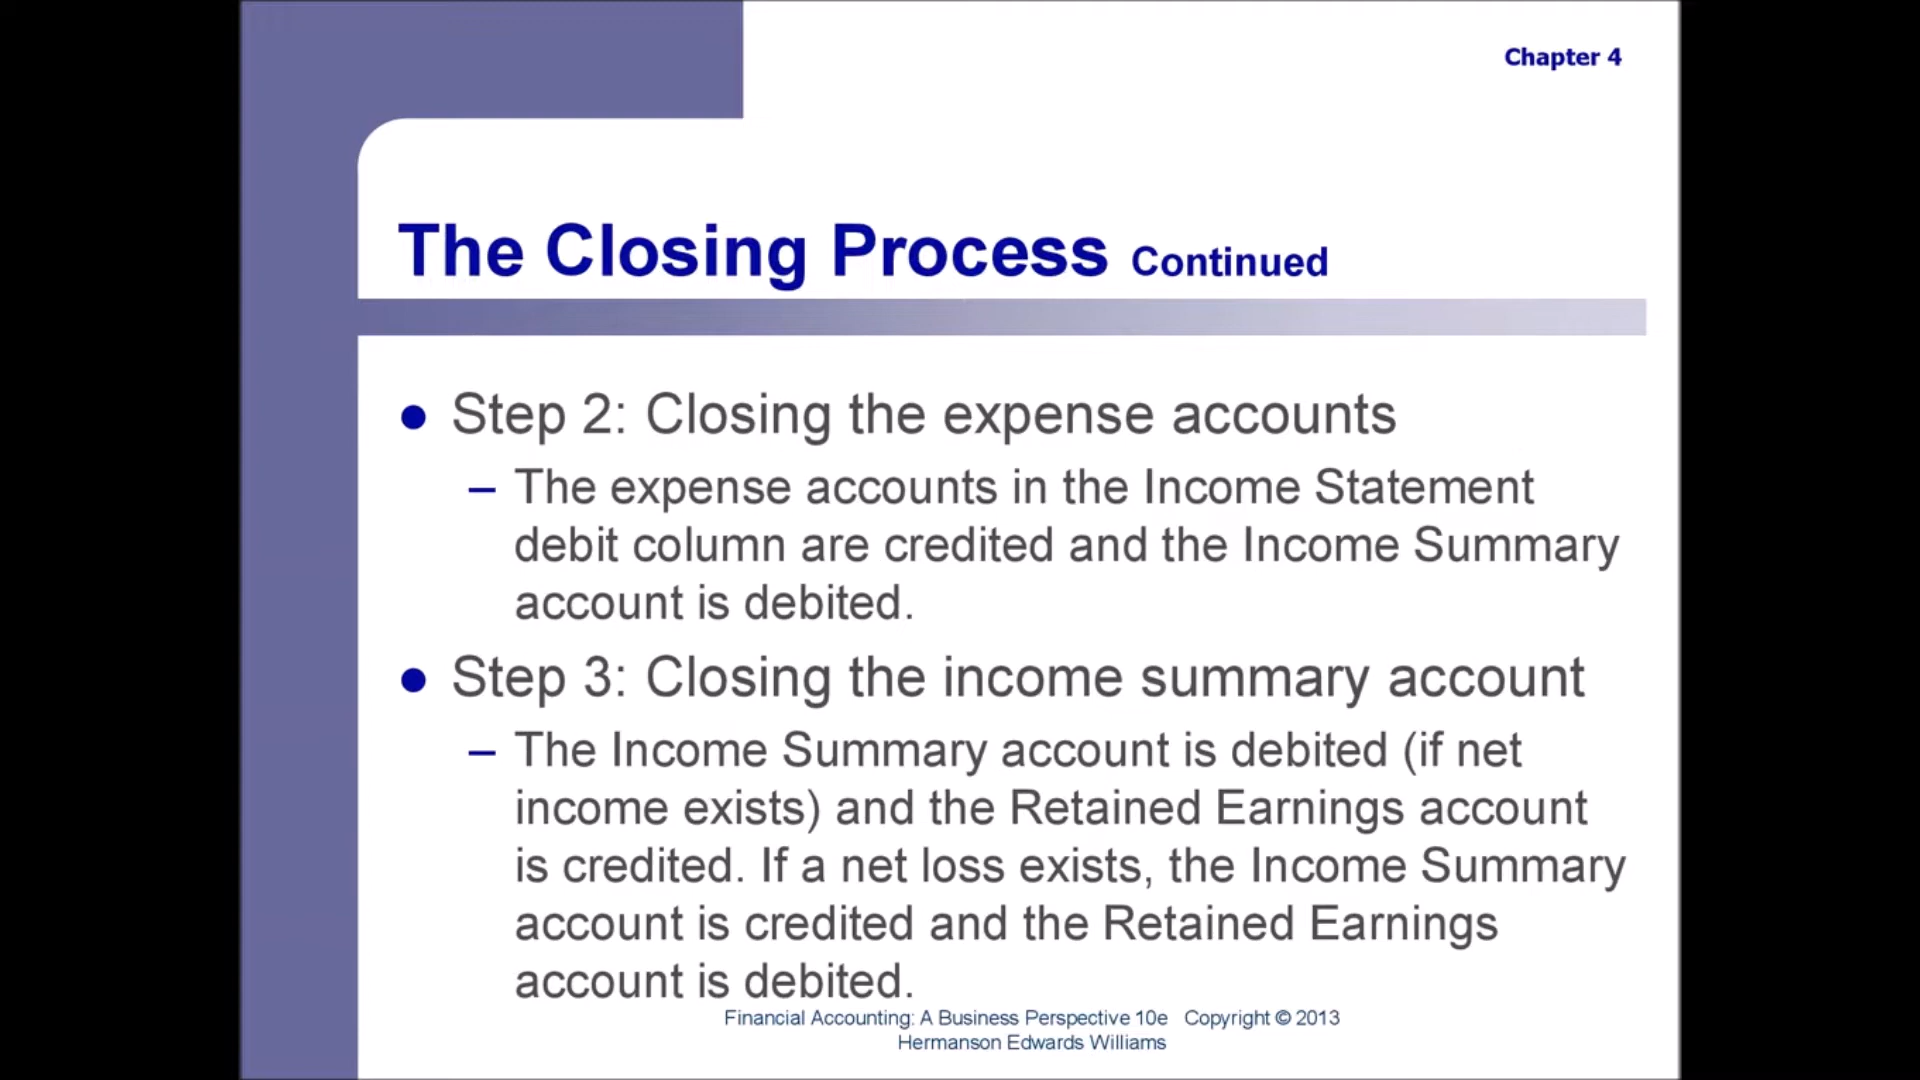 Chapter 4
The Closing Process Continued
● Step 2: Closing the expense accounts
– The expense accounts in the Income Statement
debit column are credited and the Income Summary
account is debited.
● Step 3: Closing the income summary account
– The Income Summary account is debited (if net
income exists) and the Retained Earnings account
is credited. If a net loss exists, the Income Summary
account is credited and the Retained Earnings
account is debited.
Financial Accounting: A Business Perspective 10e Copyright © 2013
Hermanson Edwards Williams